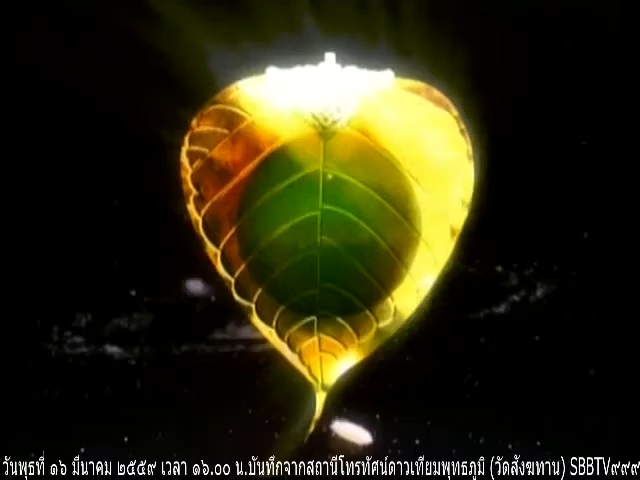 วันพุธที่ ๑๖ มีนาคม ๒๕๕๙ เวลา ๑๖.๐๐ น.บันทึกจากสถานีโทรทัศน์ดาวเทียมพุทธภูมิ (วัดสังฆทาน) SBBTV๙๙๙